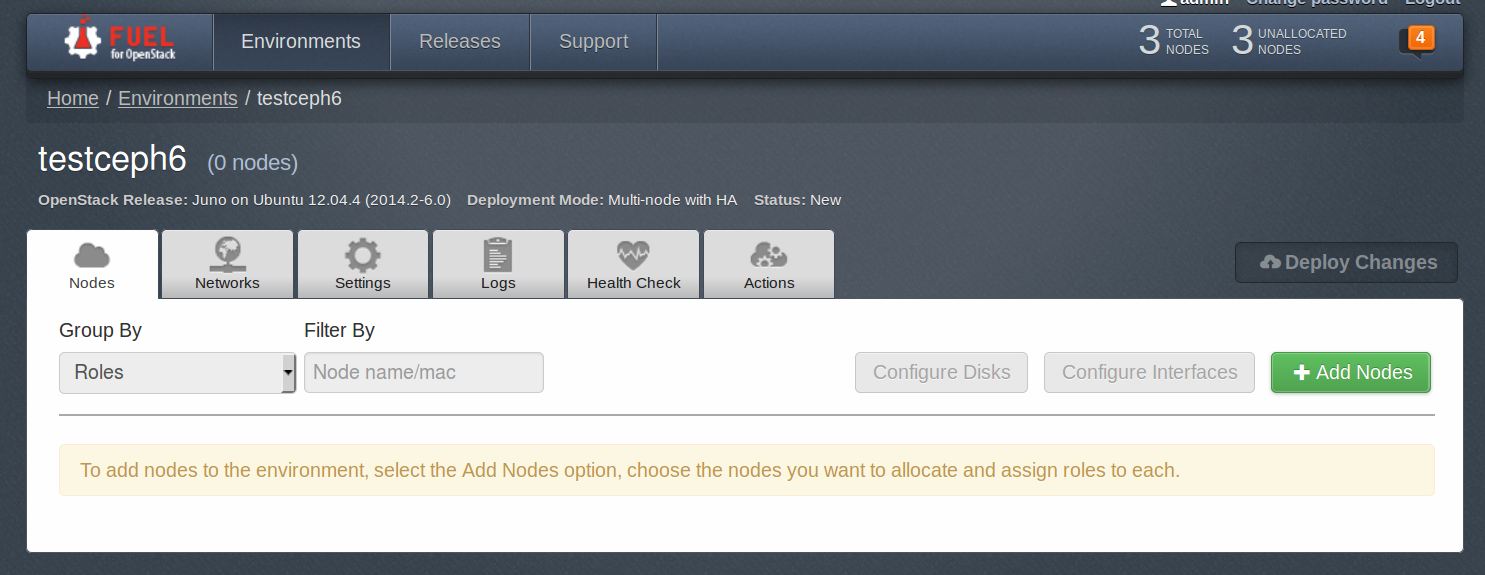 admin Change password Logout
FUEL
for OpenStack
Environments
Releases
Support
3 TOTAL NODES
3 UNALLOCATED NODES
4
Home / Environments / testceph6
testceph6 (0 nodes)
OpenStack Release: Juno on Ubuntu 12.04.4 (2014.2-6.0) Deployment Mode: Multi-node with HA Status: New
Nodes
Networks
Settings
Logs
Health Check
Actions
Deploy Changes
Group By
Filter By
Roles
Node name/mac
Configure Disks
Configure Interfaces
Add Nodes
To add nodes to the environment, select the Add Nodes option, choose the nodes you want to allocate and assign roles to each.